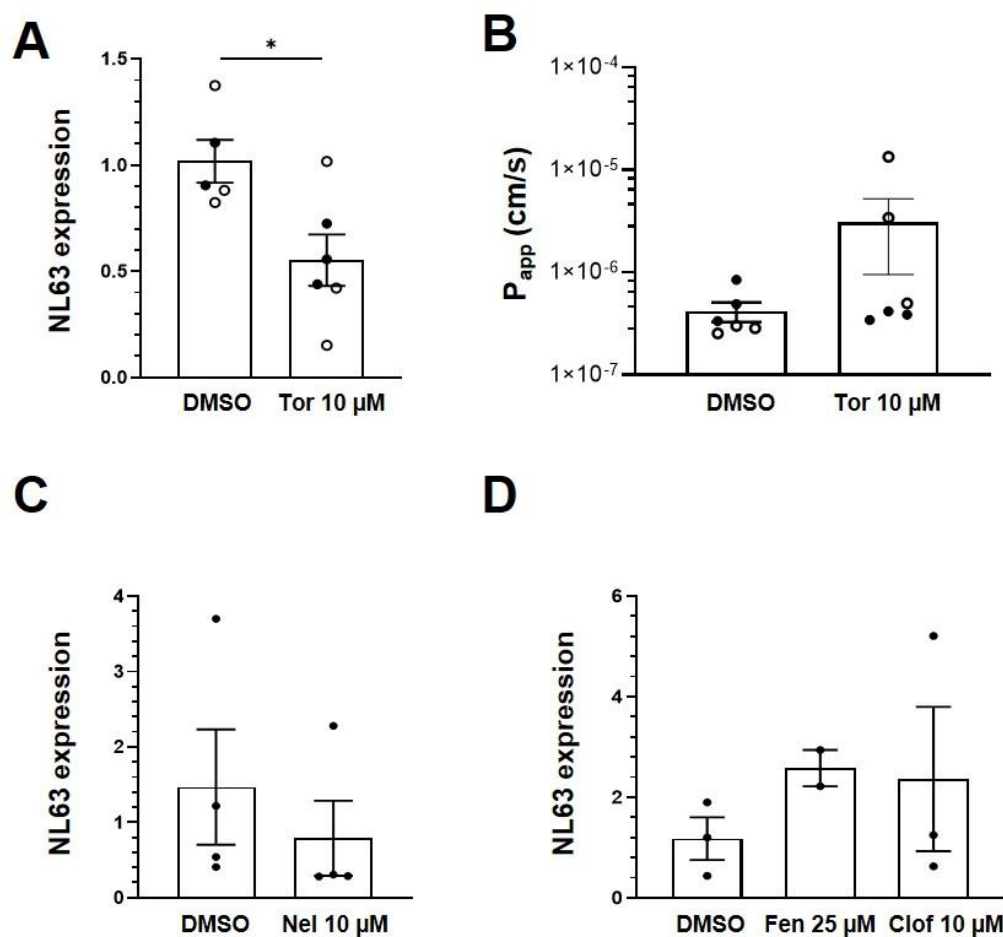 A
NL63 expression
1.5
1.0
0.5
0.0
*
DMSO
Tor 10 µM
B
Papp (cm/s)
1×10-4
1×10-5
1×10-6
1×10-7
DMSO
Tor 10 µM
C
NL63 expression
4
3
2
1
0
DMSO
Nel 10 µM
D
NL63 expression
6
4
2
0
DMSO
Fen 25 µM
Clof 10 µM